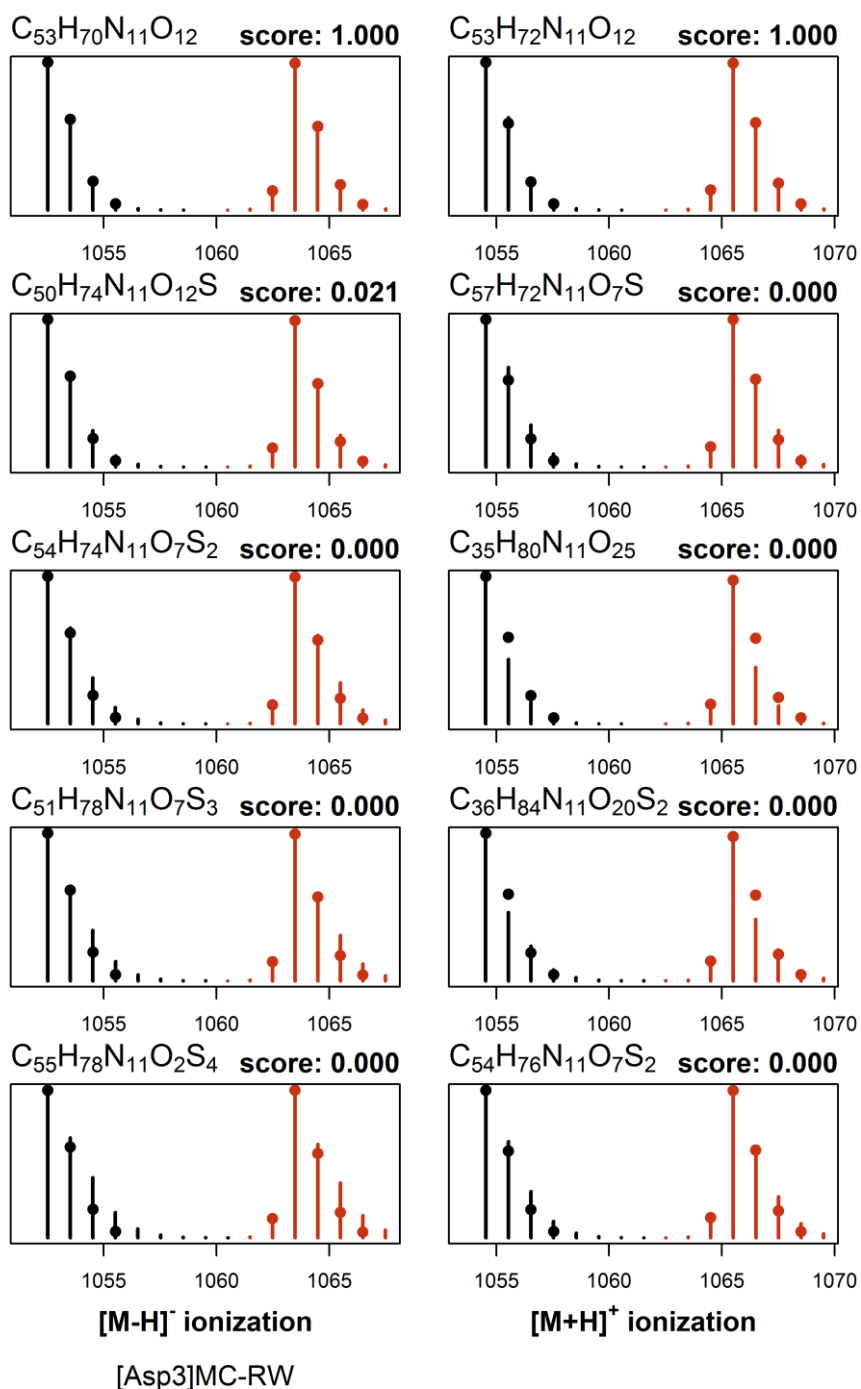 C53H70N11O12 score: 1.000 C53H72N11O12 score: 1.000
1055 1060 1065 1055 1060 1065 1070
C50H74N11O12S score: 0.021 C57H72N11O7S score: 0.000
1055 1060 1065 1055 1060 1065 1070
C54H74N11O7S2 score: 0.000 C35H80N11O25 score: 0.000
1055 1060 1065 1055 1060 1065 1070
C51H78N11O7S3 score: 0.000 C36H84N11O20S2 score: 0.000
1055 1060 1065 1055 1060 1065 1070
C55H78N11O2S4 score: 0.000 C54H76N11O7S2 score: 0.000
1055 1060 1065 1055 1060 1065 1070
[M-H]- ionization [M+H]+ ionization
[Asp3]MC-RW